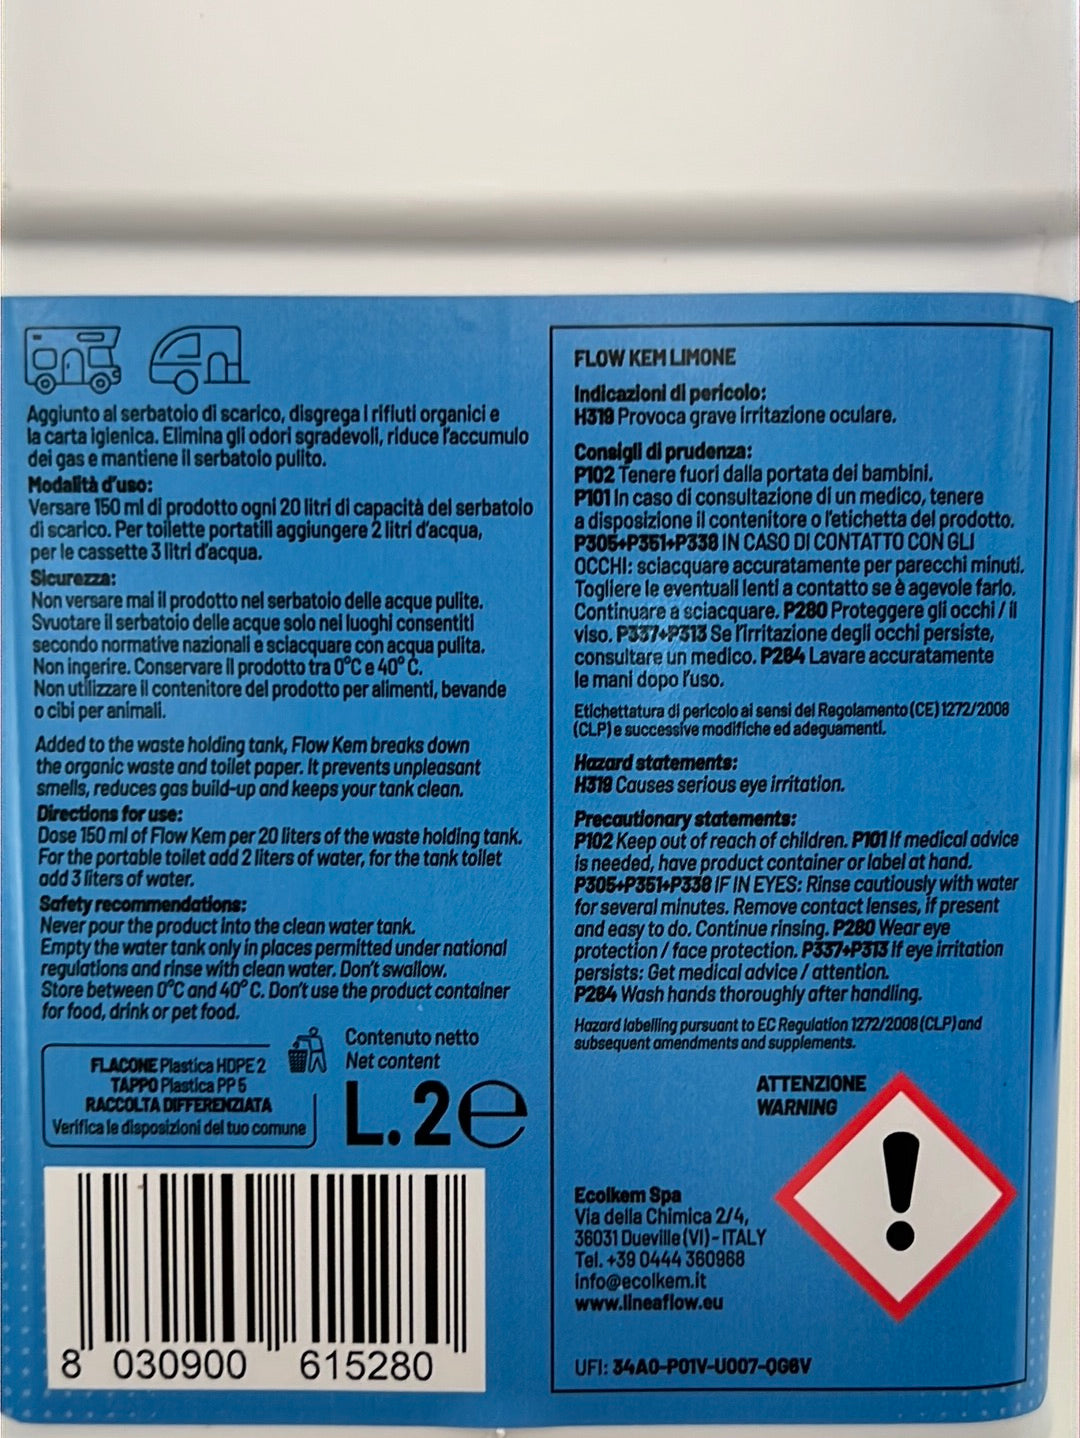 Aggiunto al serbatoio di scarico, disgrega i rifiuti organici e
la carta igienica. Elimina gli odori sgradevoli, riduce l'accumulo
dei gas e mantiene il serbatoio pulito.
Modalità d'uso:
Versare 150 ml di prodotto ogni 20 litri di capacità del serbatoio
di scarico. Per toilette portatili aggiungere 2 litri d'acqua,
per le cassette 3 litri d'acqua.
Sicurezza:
Non versare mai il prodotto nel serbatoio delle acque pulite.
Svuotare il serbatoio delle acque solo nei luoghi consentiti
secondo normative nazionali e sciacquare con acqua pulita.
Non ingerire. Conservare il prodotto tra 0°C e 40°C.
Non utilizzare il contenitore del prodotto per alimenti, bevande
o cibi per animali.
Added to the waste holding tank, Flow Kem breaks down
the organic waste and toilet paper. It prevents unpleasant
smells, reduces gas build-up and keeps your tank clean.
Directions for use:
Dose 150 ml of Flow Kem per 20 liters of the waste holding tank.
For the portable toilet add 2 liters of water, for the tank toilet
add 3 liters of water.
Safety recommendations:
Never pour the product into the clean water tank.
Empty the water tank only in places permitted under national
regulations and rinse with clean water. Don't swallow.
Store between 0°C and 40°C. Don't use the product container
for food, drink or pet food.
FLACONE Plastica HDPE 2
TAPPO Plastica PP 5
RACCOLTA DIFFERENZIATA
Verifica le disposizioni del tuo comune
Contenuto netto
Net content
L. 2 ℮
8 030900 615280
FLOW KEM LIMONE
Indicazioni di pericolo:
H319 Provoca grave irritazione oculare.
Consigli di prudenza:
P102 Tenere fuori dalla portata dei bambini.
P101 In caso di consultazione di un medico, tenere
a disposizione il contenitore o l'etichetta del prodotto.
P305+P351+P338 IN CASO DI CONTATTO CON GLI
OCCHI: sciacquare accuratamente per parecchi minuti.
Togliere le eventuali lenti a contatto se è agevole farlo.
Continuare a sciacquare. P280 Proteggere gli occhi / il
viso. P337+P313 Se l'irritazione degli occhi persiste,
consultare un medico. P264 Lavare accuratamente
le mani dopo l'uso.
Etichettatura di pericolo ai sensi del Regolamento (CE) 1272/2008
(CLP) e successive modifiche ed adeguamenti.
Hazard statements:
H319 Causes serious eye irritation.
Precautionary statements:
P102 Keep out of reach of children. P101 If medical advice
is needed, have product container or label at hand.
P305+P351+P338 IF IN EYES: Rinse cautiously with water
for several minutes. Remove contact lenses, if present
and easy to do. Continue rinsing. P280 Wear eye
protection / face protection. P337+P313 If eye irritation
persists: Get medical advice / attention.
P264 Wash hands thoroughly after handling.
Hazard labelling pursuant to EC Regulation 1272/2008 (CLP) and
subsequent amendments and supplements.
ATTENZIONE
WARNING
Ecolkem Spa
Via della Chimica 2/4,
36031 Dueville (VI) - ITALY
Tel. +39 0444 360968
info@ecolkem.it
www.lineaflow.eu
UFI: 34A0-P01V-U007-QG8V